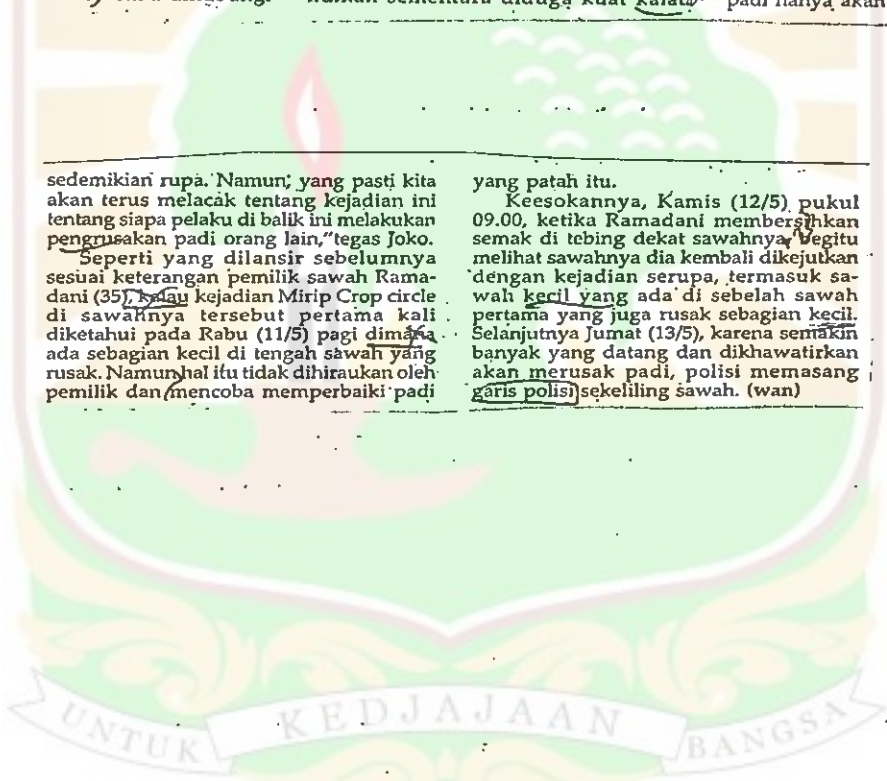 sementara diduga kuat kalau
padi hanya akan
sedemikian rupa. Namun, yang pasti kita
akan terus melacak tentang kejadian ini
tentang siapa pelaku di balik ini melakukan
pengrusakan padi orang lain,"tegas Joko.
Seperti yang dilansir sebelumnya
sesuai keterangan pemilik sawah Rama-
dani (35), kalau kejadian Mirip Crop circle
di sawahnya tersebut pertama kali
diketahui pada Rabu (11/5) pagi dimana
ada sebagian kecil di tengah sawah yang
rusak. Namun hal itu tidak dihiraukan oleh
pemilik dan mencoba memperbaiki padi
yang patah itu.
Keesokannya, Kamis (12/5) pukul
09.00, ketika Ramadani membersihkan
semak di tebing dekat sawahnya, begitu
melihat sawahnya dia kembali dikejutkan
dengan kejadian serupa, termasuk sa-
wah kecil yang ada di sebelah sawah
pertama yang juga rusak sebagian kecil.
Selanjutnya Jumat (13/5), karena semakin
banyak yang datang dan dikhawatirkan
akan merusak padi, polisi memasang
garis polisi sekeliling sawah. (wan)
UNTUK KEDJAJAAN BANGSA